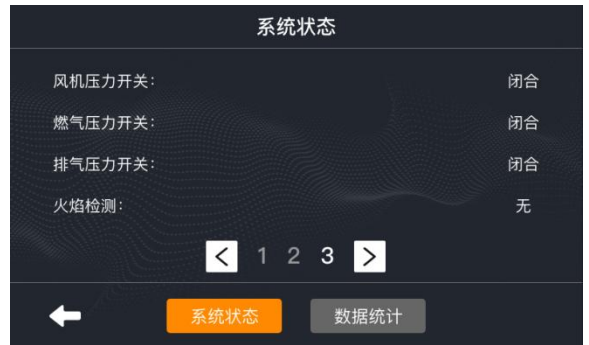 系统状态
风机压力开关： 闭合
燃气压力开关： 闭合
排气压力开关： 闭合
火焰检测： 无
< 1 2 3 >
系统状态 数据统计